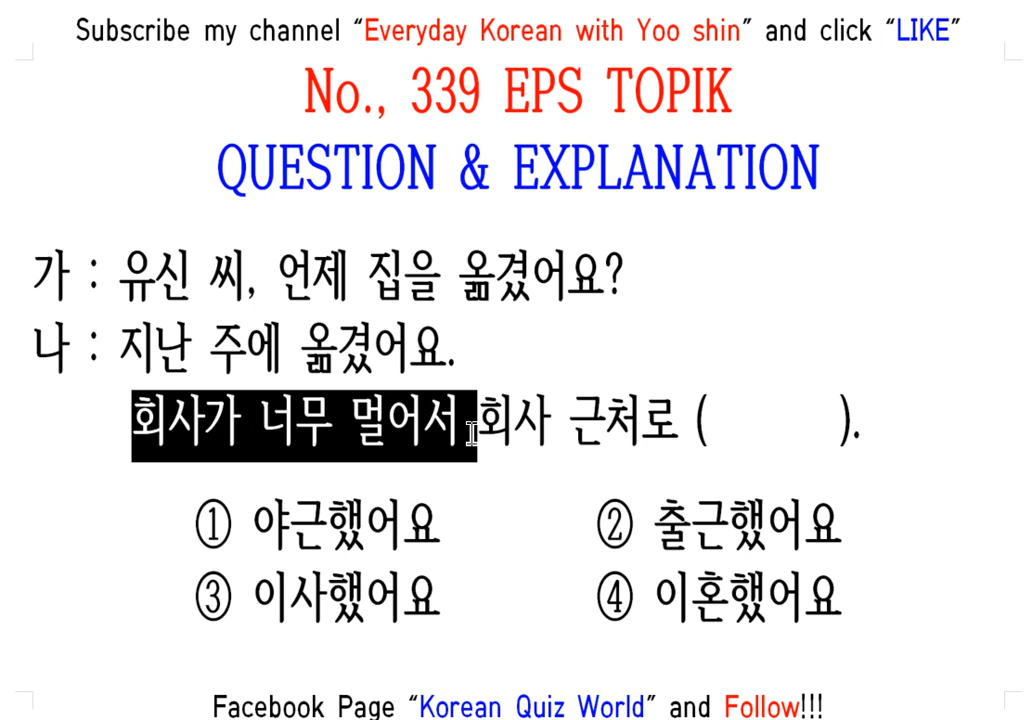 Subscribe my channel “Everyday Korean with Yoo shin” and click “LIKE”
No., 339 EPS TOPIK
QUESTION & EXPLANATION
가 : 유신 씨, 언제 집을 옮겼어요?
나 : 지난 주에 옮겼어요.
회사가 너무 멀어서 회사 근처로 ( ).
① 야근했어요 ② 출근했어요
③ 이사했어요 ④ 이혼했어요
Facebook Page “Korean Quiz World” and Follow!!!